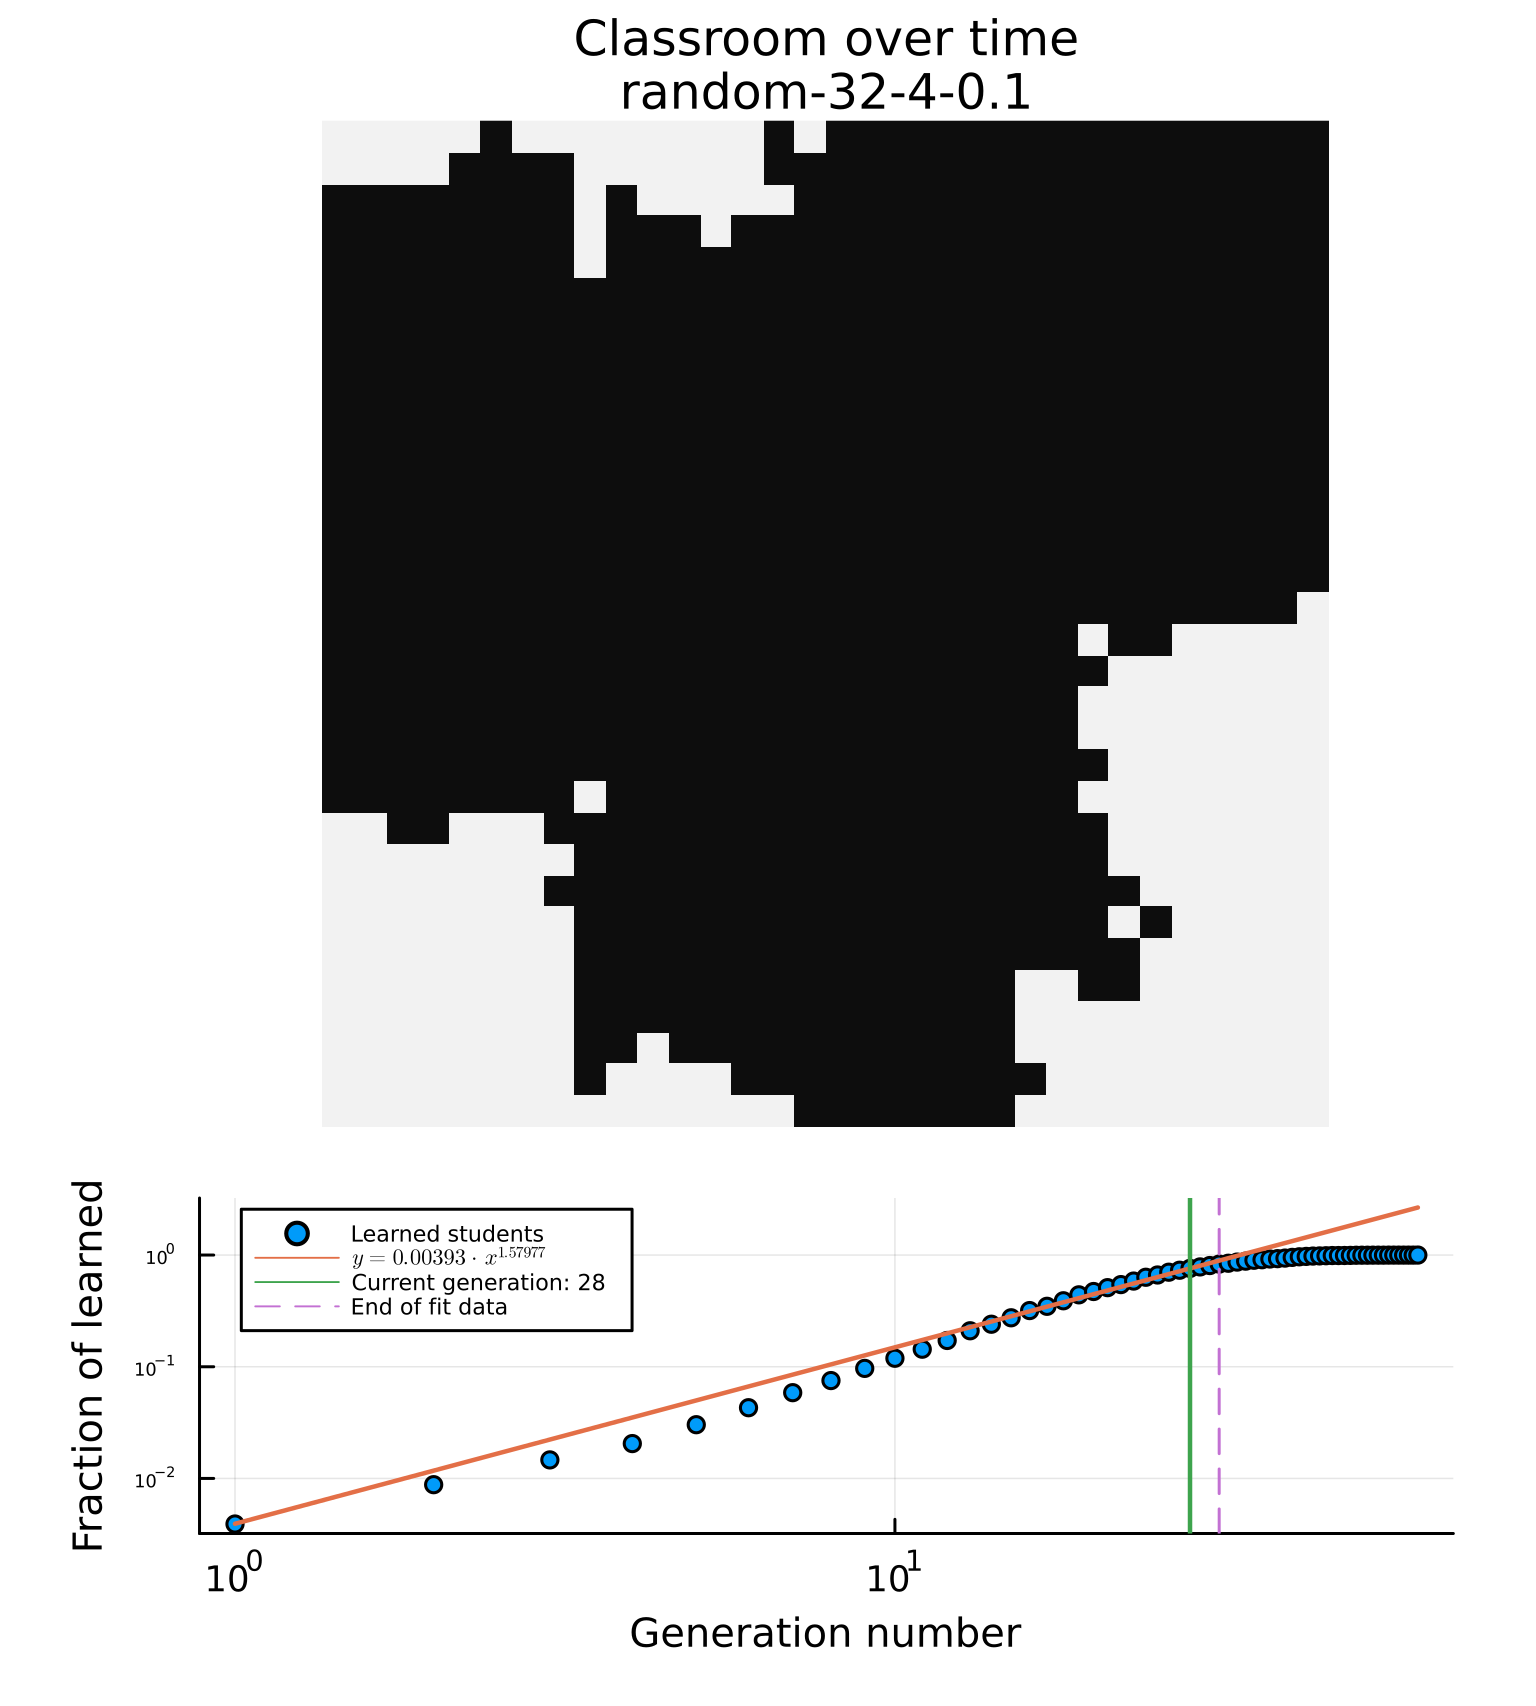 Classroom over time
random-32-4-0.1
Fraction of learned
10^0
10^-1
10^-2
Learned students
y = 0.00393 · x^1.57977
Current generation: 28
End of fit data
10^0
10^1
Generation number